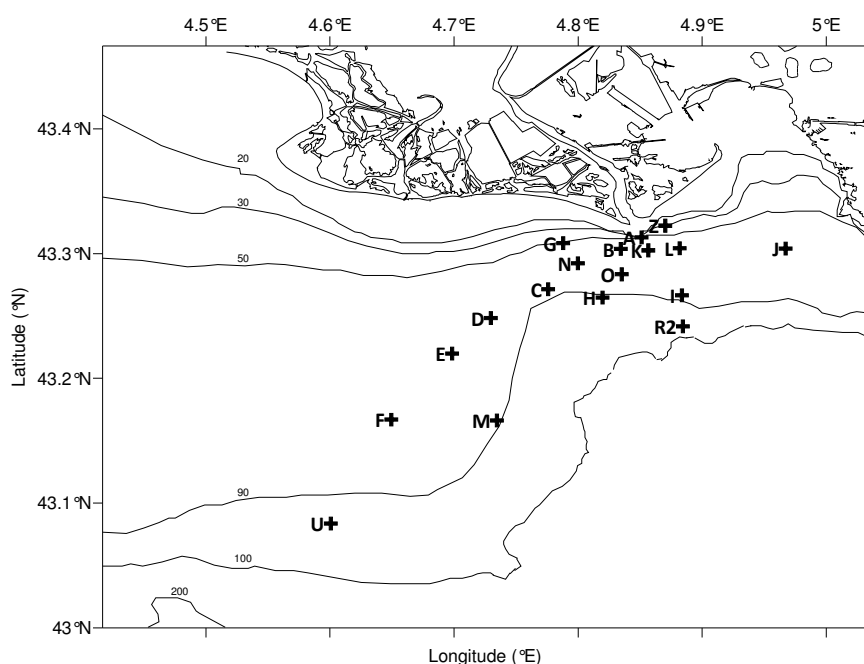 4.5°E 4.6°E 4.7°E 4.8°E 4.9°E 5°E
43.4°N
20
30
Z
A
G B K L J
50
N
O
C
43.3°N
H I
D
R2
E
43.2°N
F M
90
43.1°N
U
100
200
43°N
Latitude (°N)
Longitude (°E)